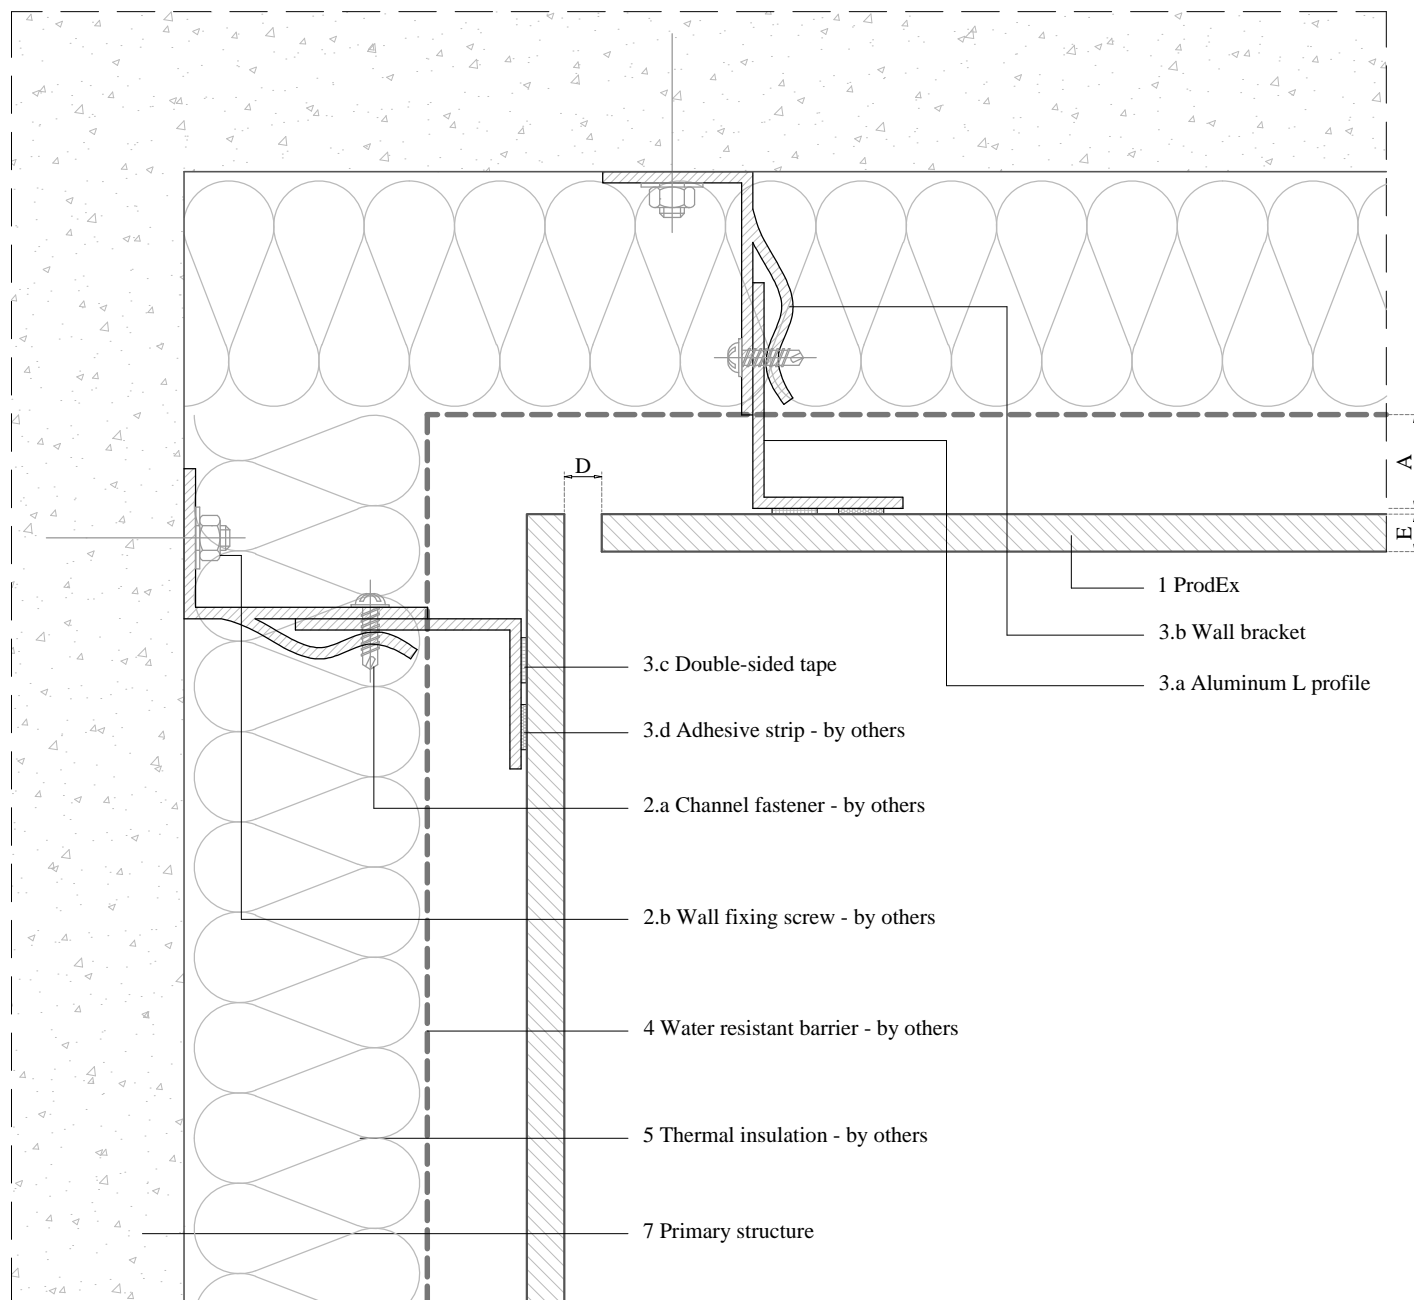 A
D
E
1 ProdEx
3.b Wall bracket
3.c Double-sided tape
3.a Aluminum L profile
3.d Adhesive strip - by others
2.a Channel fastener - by others
2.b Wall fixing screw - by others
4 Water resistant barrier - by others
5 Thermal insulation - by others
7 Primary structure